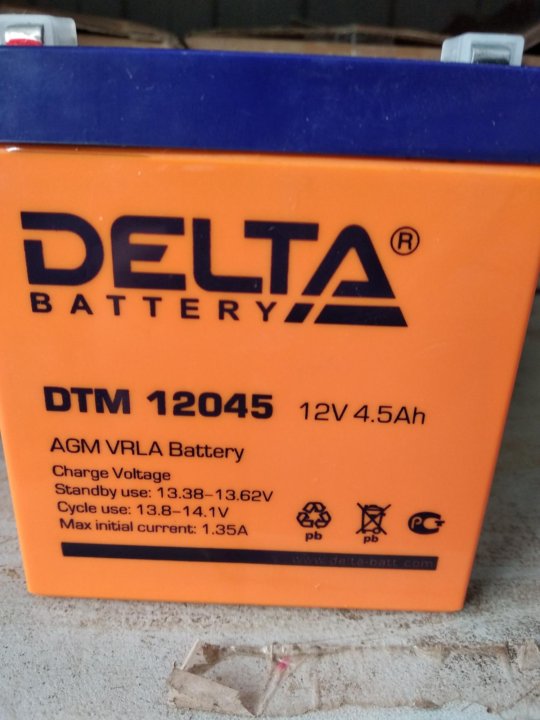 DELTA®
BATTERY
DTM 12045 12V 4.5Ah
AGM VRLA Battery
Charge Voltage
Standby use: 13.38–13.62V
Cycle use: 13.8–14.1V
Max initial current: 1.35A
pb pb
www.delta-batt.com